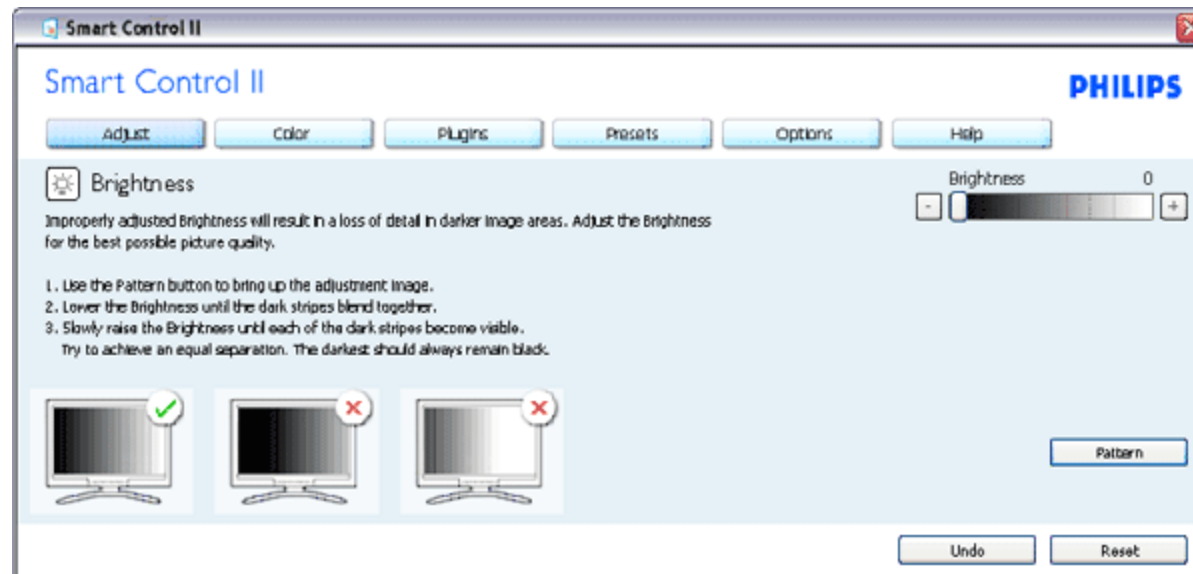 Smart Control II
Smart Control II
PHILIPS
Adjust Color Plugins Presets Options Help
Brightness
Brightness 0
- +
Improperly adjusted Brightness will result in a loss of detail in darker image areas. Adjust the Brightness
for the best possible picture quality.
1. Use the Pattern button to bring up the adjustment image.
2. Lower the Brightness until the dark stripes blend together.
3. Slowly raise the Brightness until each of the dark stripes become visible.
Try to achieve an equal separation. The darkest should always remain black.
Pattern
Undo Reset